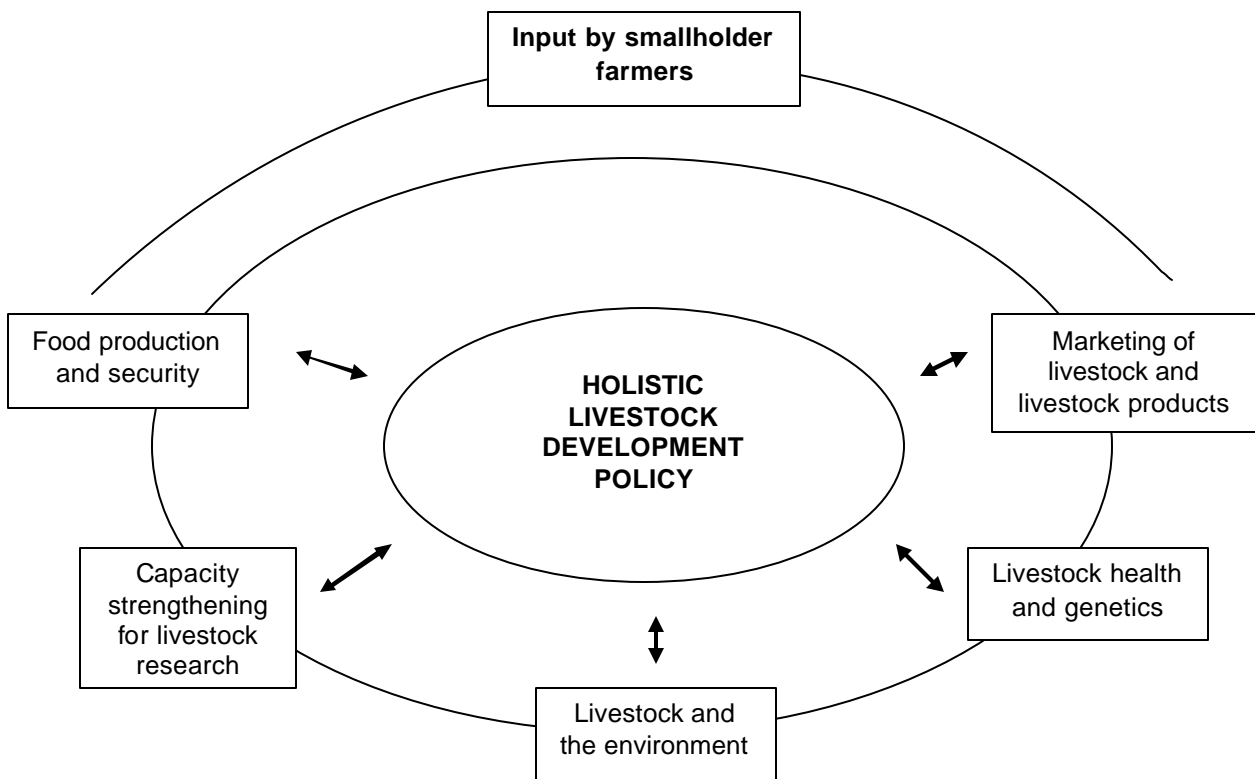 Input by smallholder
farmers
Food production
and security
Marketing of
livestock and
livestock products
HOLISTIC
LIVESTOCK
DEVELOPMENT
POLICY
Capacity
strengthening
for livestock
research
Livestock health
and genetics
Livestock and
the environment